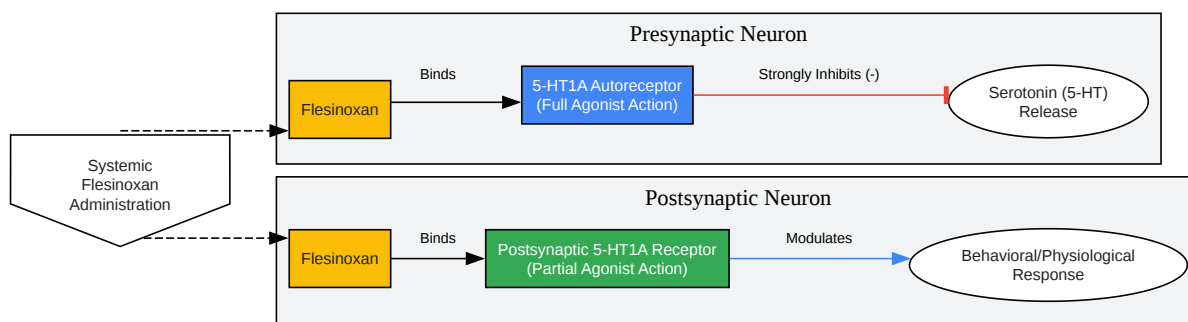 Presynaptic Neuron
Flesinoxan
Binds
5-HT1A Autoreceptor
(Full Agonist Action)
Strongly Inhibits (-)
Serotonin (5-HT)
Release
Systemic
Flesinoxan
Administration
Postsynaptic Neuron
Flesinoxan
Binds
Postsynaptic 5-HT1A Receptor
(Partial Agonist Action)
Modulates
Behavioral/Physiological
Response